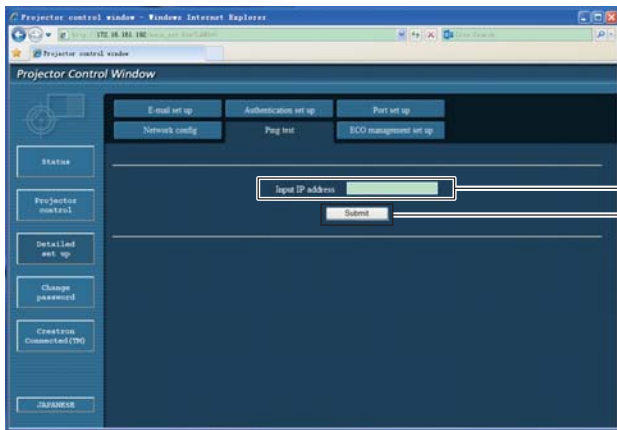 Projector control window - Windows Internet Explorer
Projector control window
Projector Control Window
E-mail set up
Authentication set up
Port set up
Network config
Ping test
ECO management set up
Status
Projector
control
Detailed
set up
Change
password
Crestron
Connected(TM)
JAPANESE
Input IP address
Submit